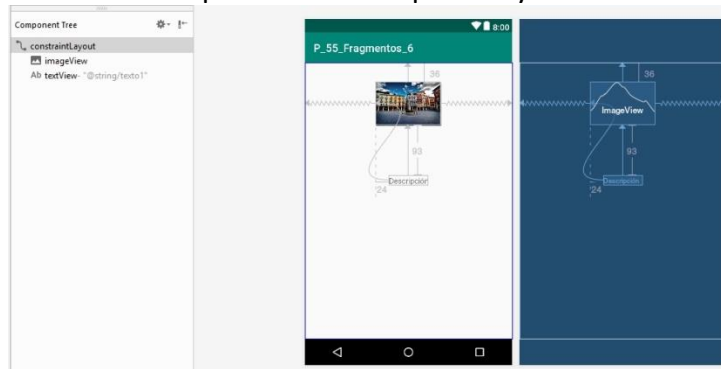 Component Tree
constraintLayout
imageView
Ab textView- "@string/texto1"
8:00
P_55_Fragmentos_6
36
93
Descripción
24
36
ImageView
93
Descripción
24